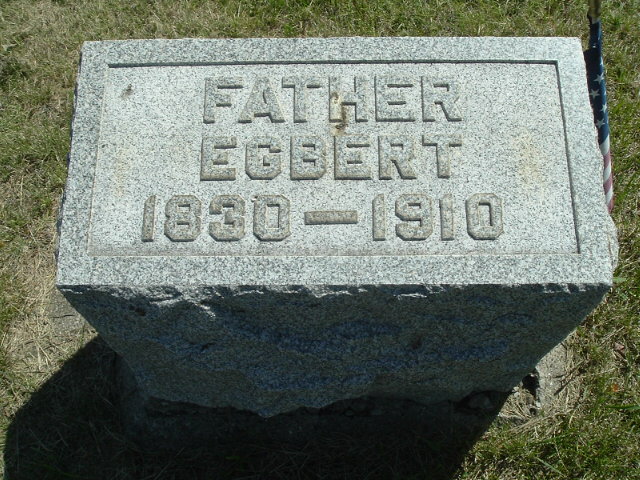 FATHER
EGBERT
1830 — 1910